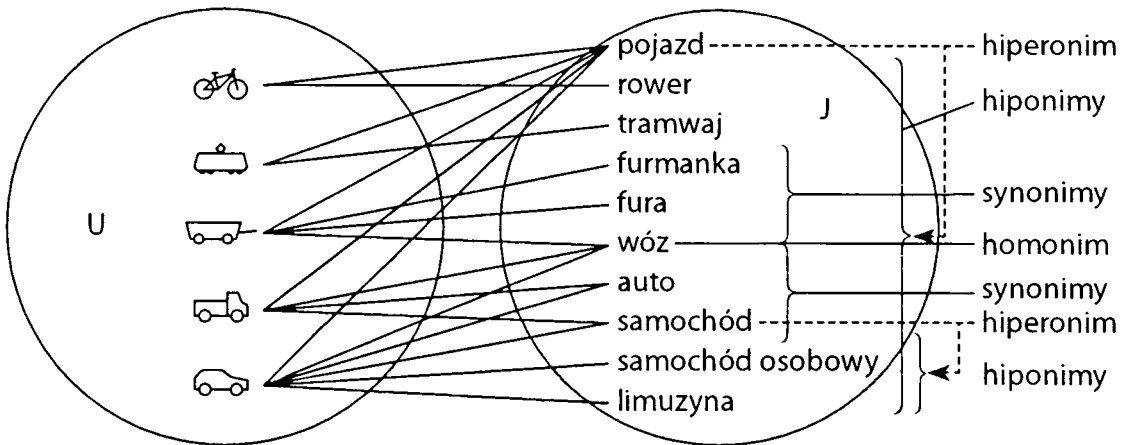 pojazd hiperonim
rower
hiponimy
J
tramwaj
furmanka
synonimy
fura
U
wóz homonim
auto
synonimy
samochód hiperonim
samochód osobowy
hiponimy
limuzyna